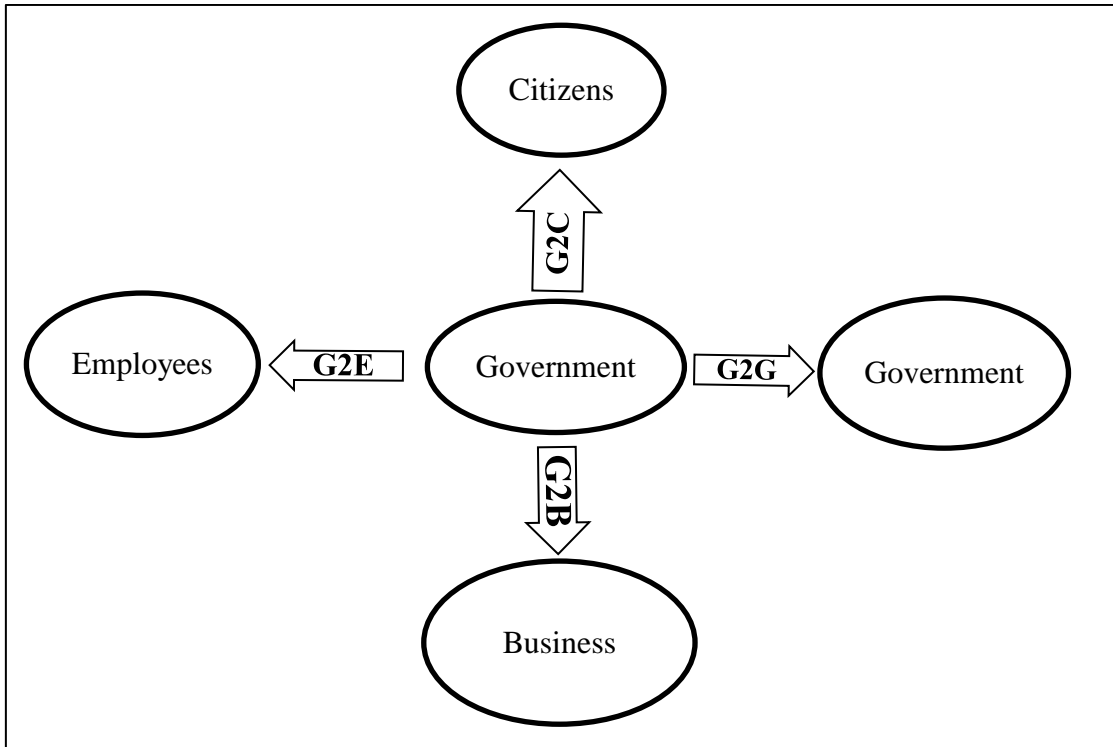 Citizens
G2C
Employees
G2E
Government
G2G
Government
G2B
Business